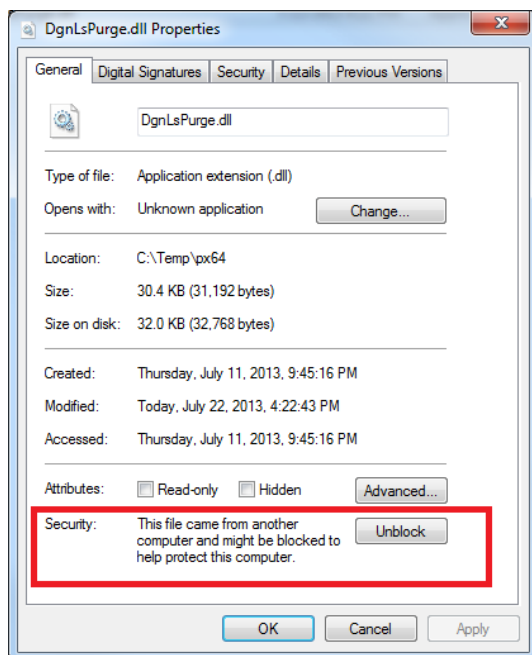 DgnLsPurge.dll Properties
General Digital Signatures Security Details Previous Versions
DgnLsPurge.dll
Type of file: Application extension (.dll)
Opens with: Unknown application Change...
Location: C:\Temp\px64
Size: 30.4 KB (31,192 bytes)
Size on disk: 32.0 KB (32,768 bytes)
Created: Thursday, July 11, 2013, 9:45:16 PM
Modified: Today, July 22, 2013, 4:22:43 PM
Accessed: Thursday, July 11, 2013, 9:45:16 PM
Attributes: Read-only Hidden Advanced...
Security: This file came from another
computer and might be blocked to
help protect this computer.
Unblock
OK Cancel Apply